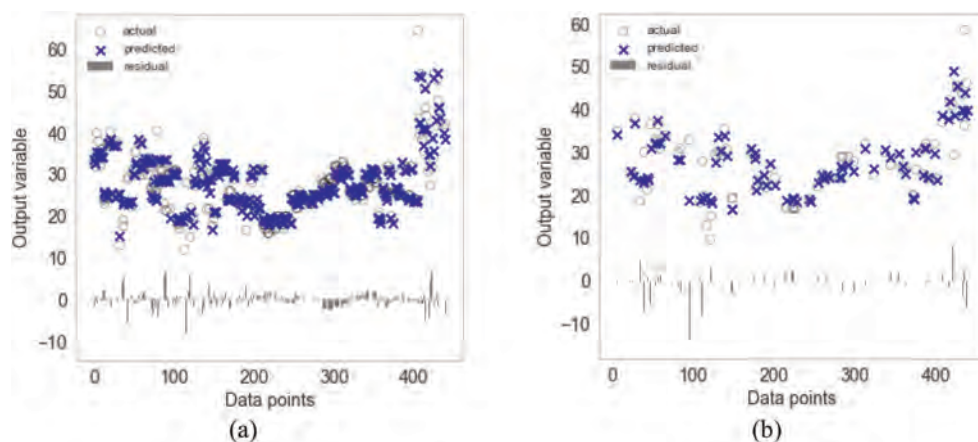 actual
predicted
residual
60
50
40
30
20
10
0
−10
Output variable
0 100 200 300 400
Data points
(a)
actual
predicted
residual
60
50
40
30
20
10
0
−10
Output variable
0 100 200 300 400
Data points
(b)